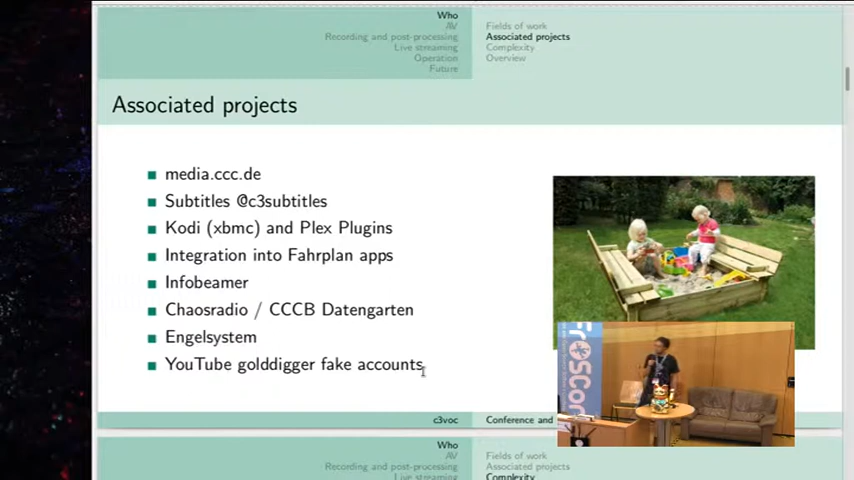 Who
AV
Recording and post-processing
Live streaming
Operation
Future
Fields of work
Associated projects
Complexity
Overview
Associated projects
media.ccc.de
Subtitles @c3subtitles
Kodi (xbmc) and Plex Plugins
Integration into Fahrplan apps
Infobeamer
Chaosradio / CCCB Datengarten
Engelsystem
YouTube golddigger fake accounts
FrOSCon
c3voc
Conference and
Who
AV
Recording and post-processing
Live streaming
Fields of work
Associated projects
Complexity